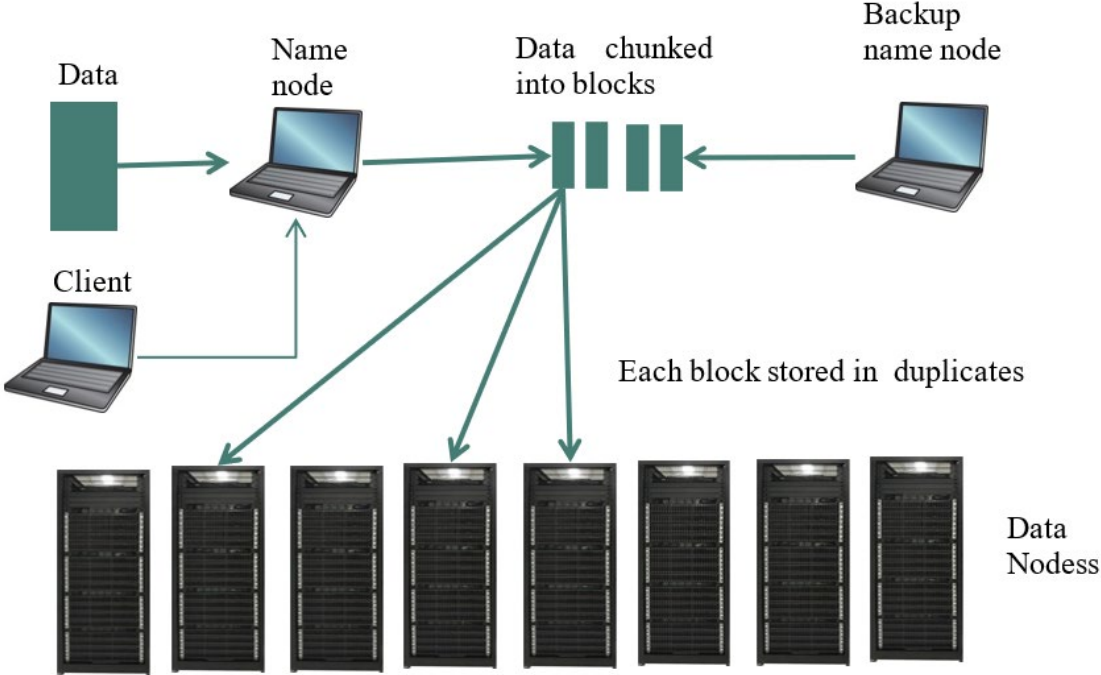 Data
Name
node
Data chunked
into blocks
Backup
name node
Client
Each block stored in duplicates
Data
Nodess